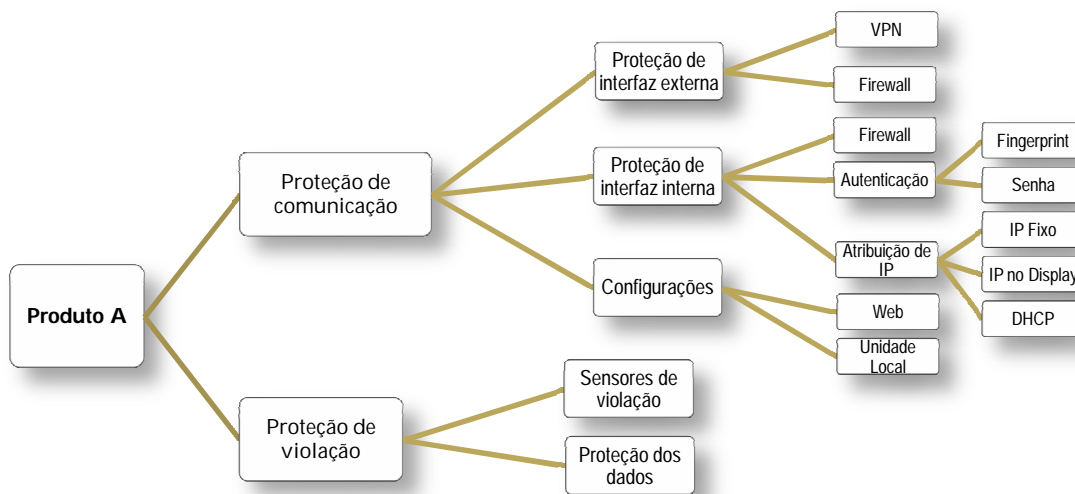 Produto A
Proteção de
comunicação
Proteção de
interfaz externa
VPN
Firewall
Proteção de
interfaz interna
Firewall
Autenticação
Fingerprint
Senha
Atribuição de
IP
IP Fixo
IP no Display
DHCP
Configurações
Web
Unidade
Local
Proteção de
violação
Sensores de
violação
Proteção dos
dados